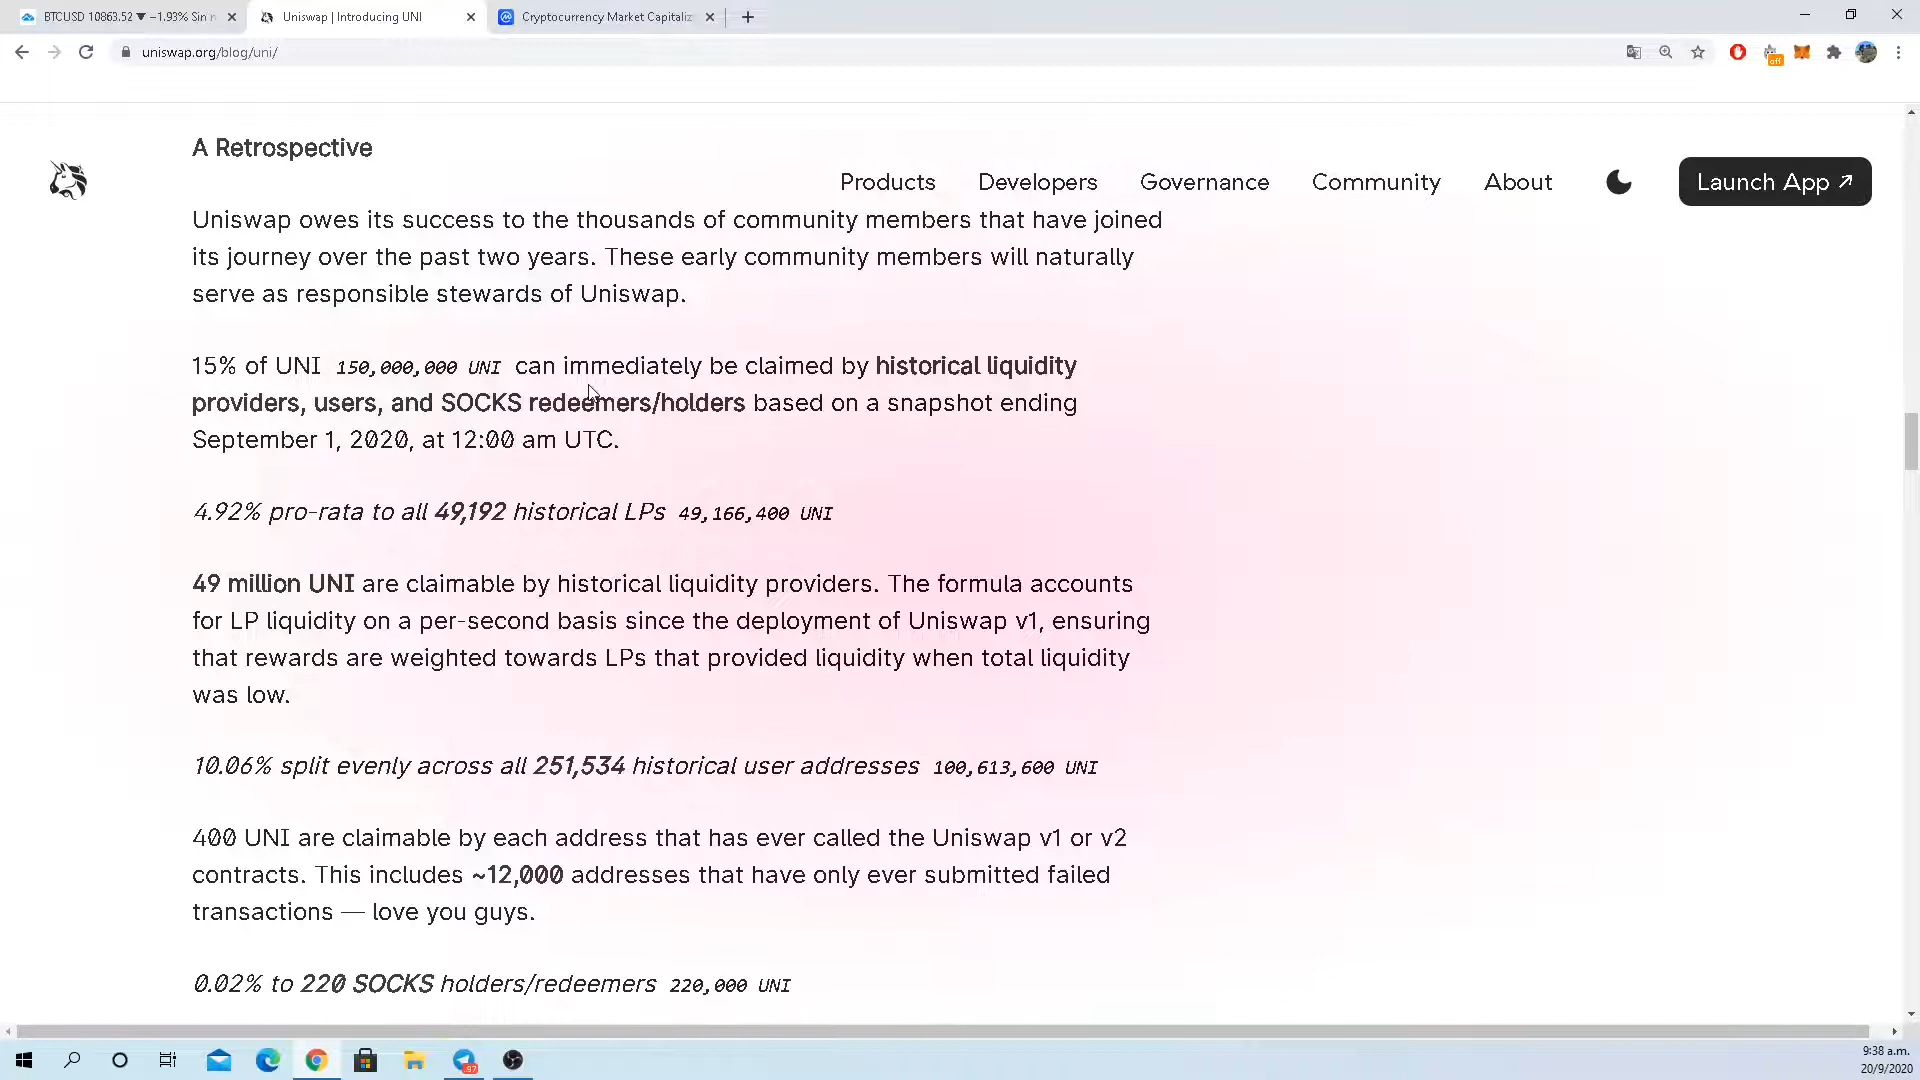 BTCUSD 10863.52 ▼ −1.93% Sin n
Uniswap | Introducing UNI
Cryptocurrency Market Capitaliz
uniswap.org/blog/uni/
off
A Retrospective
Products Developers Governance Community About Launch App ↗
Uniswap owes its success to the thousands of community members that have joined
its journey over the past two years. These early community members will naturally
serve as responsible stewards of Uniswap.
15% of UNI 150,000,000 UNI can immediately be claimed by historical liquidity
providers, users, and SOCKS redeemers/holders based on a snapshot ending
September 1, 2020, at 12:00 am UTC.
4.92% pro-rata to all 49,192 historical LPs 49,166,400 UNI
49 million UNI are claimable by historical liquidity providers. The formula accounts
for LP liquidity on a per-second basis since the deployment of Uniswap v1, ensuring
that rewards are weighted towards LPs that provided liquidity when total liquidity
was low.
10.06% split evenly across all 251,534 historical user addresses 100,613,600 UNI
400 UNI are claimable by each address that has ever called the Uniswap v1 or v2
contracts. This includes ~12,000 addresses that have only ever submitted failed
transactions — love you guys.
0.02% to 220 SOCKS holders/redeemers 220,000 UNI
97
9:38 a.m.
20/9/2020